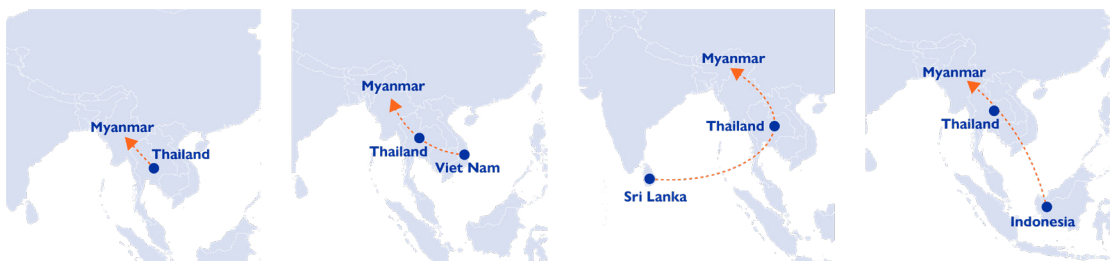 Myanmar
Thailand
Myanmar
Thailand
Viet Nam
Myanmar
Thailand
Sri Lanka
Myanmar
Thailand
Indonesia